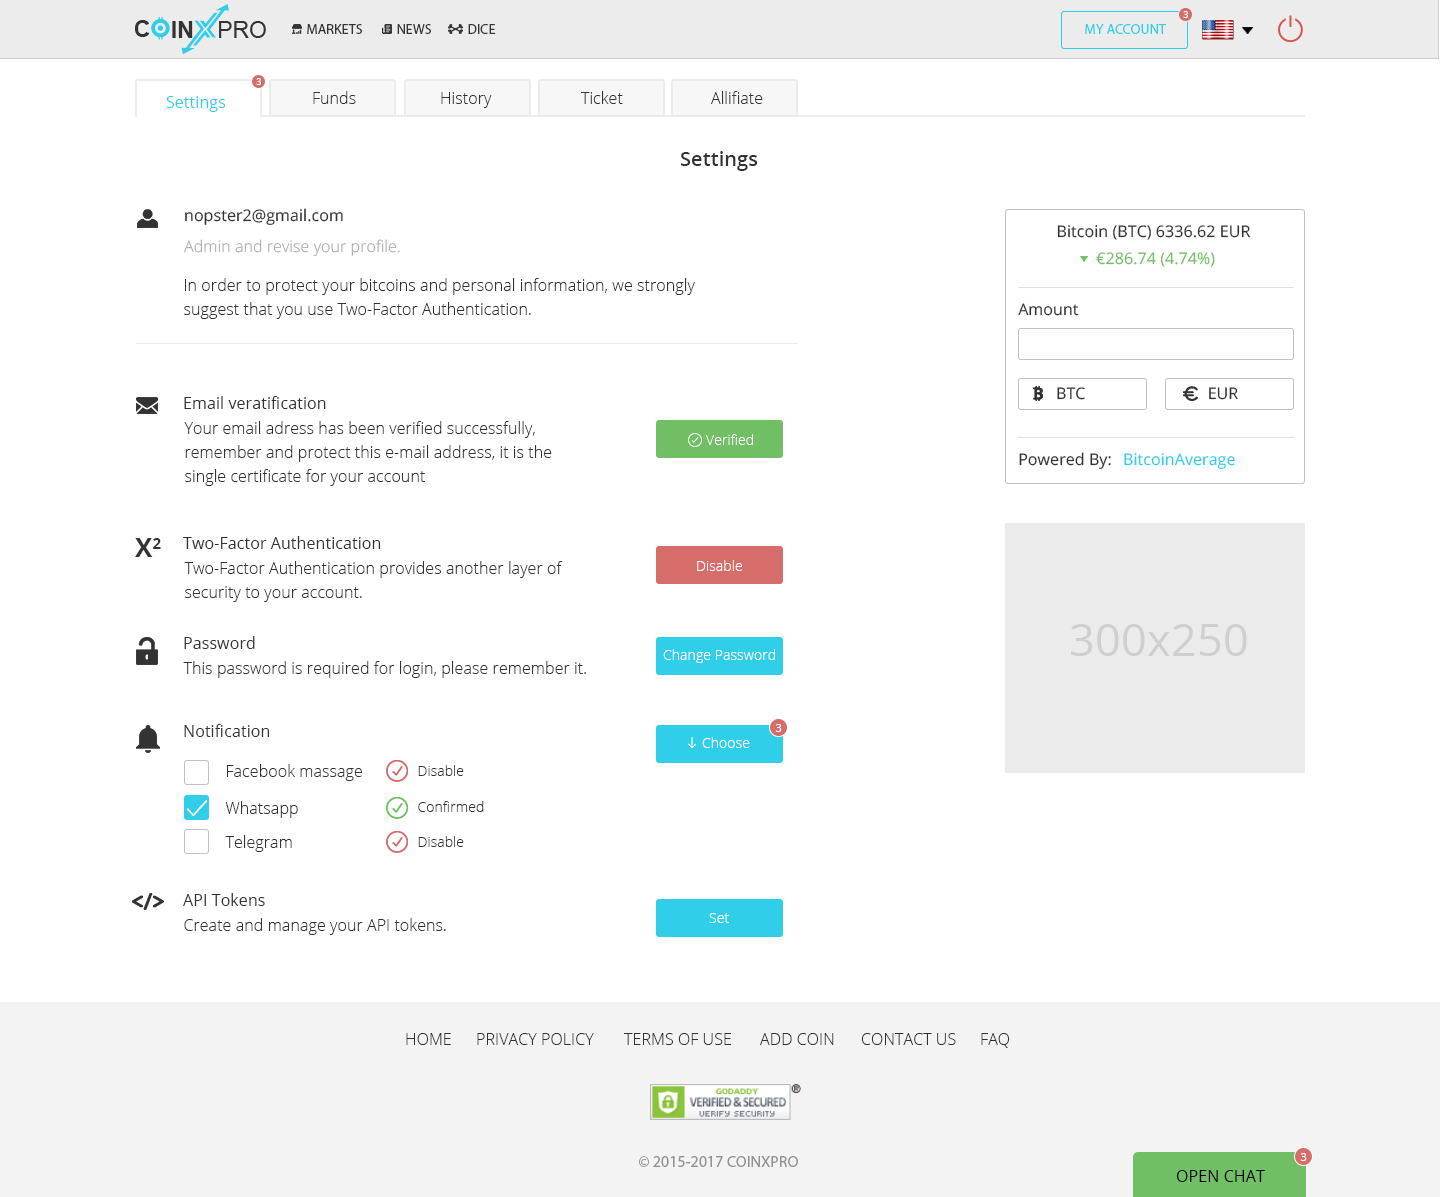 COINXPRO
MARKETS
NEWS
DICE
MY ACCOUNT
3
Settings
3
Funds
History
Ticket
Allifiate
Settings
nopster2@gmail.com
Admin and revise your profile.
In order to protect your bitcoins and personal information, we strongly
suggest that you use Two-Factor Authentication.
Bitcoin (BTC) 6336.62 EUR
€286.74 (4.74%)
Amount
BTC
€ EUR
Powered By: BitcoinAverage
Email veratification
Your email adress has been verified successfully,
remember and protect this e-mail address, it is the
single certificate for your account
Verified
X²
Two-Factor Authentication
Two-Factor Authentication provides another layer of
security to your account.
Disable
Password
This password is required for login, please remember it.
Change Password
Notification
Choose
3
Facebook massage
Disable
Whatsapp
Confirmed
Telegram
Disable
</>
API Tokens
Create and manage your API tokens.
Set
300x250
HOME
PRIVACY POLICY
TERMS OF USE
ADD COIN
CONTACT US
FAQ
GODADDY
VERIFIED & SECURED
VERIFY SECURITY
®
© 2015-2017 COINXPRO
OPEN CHAT
3